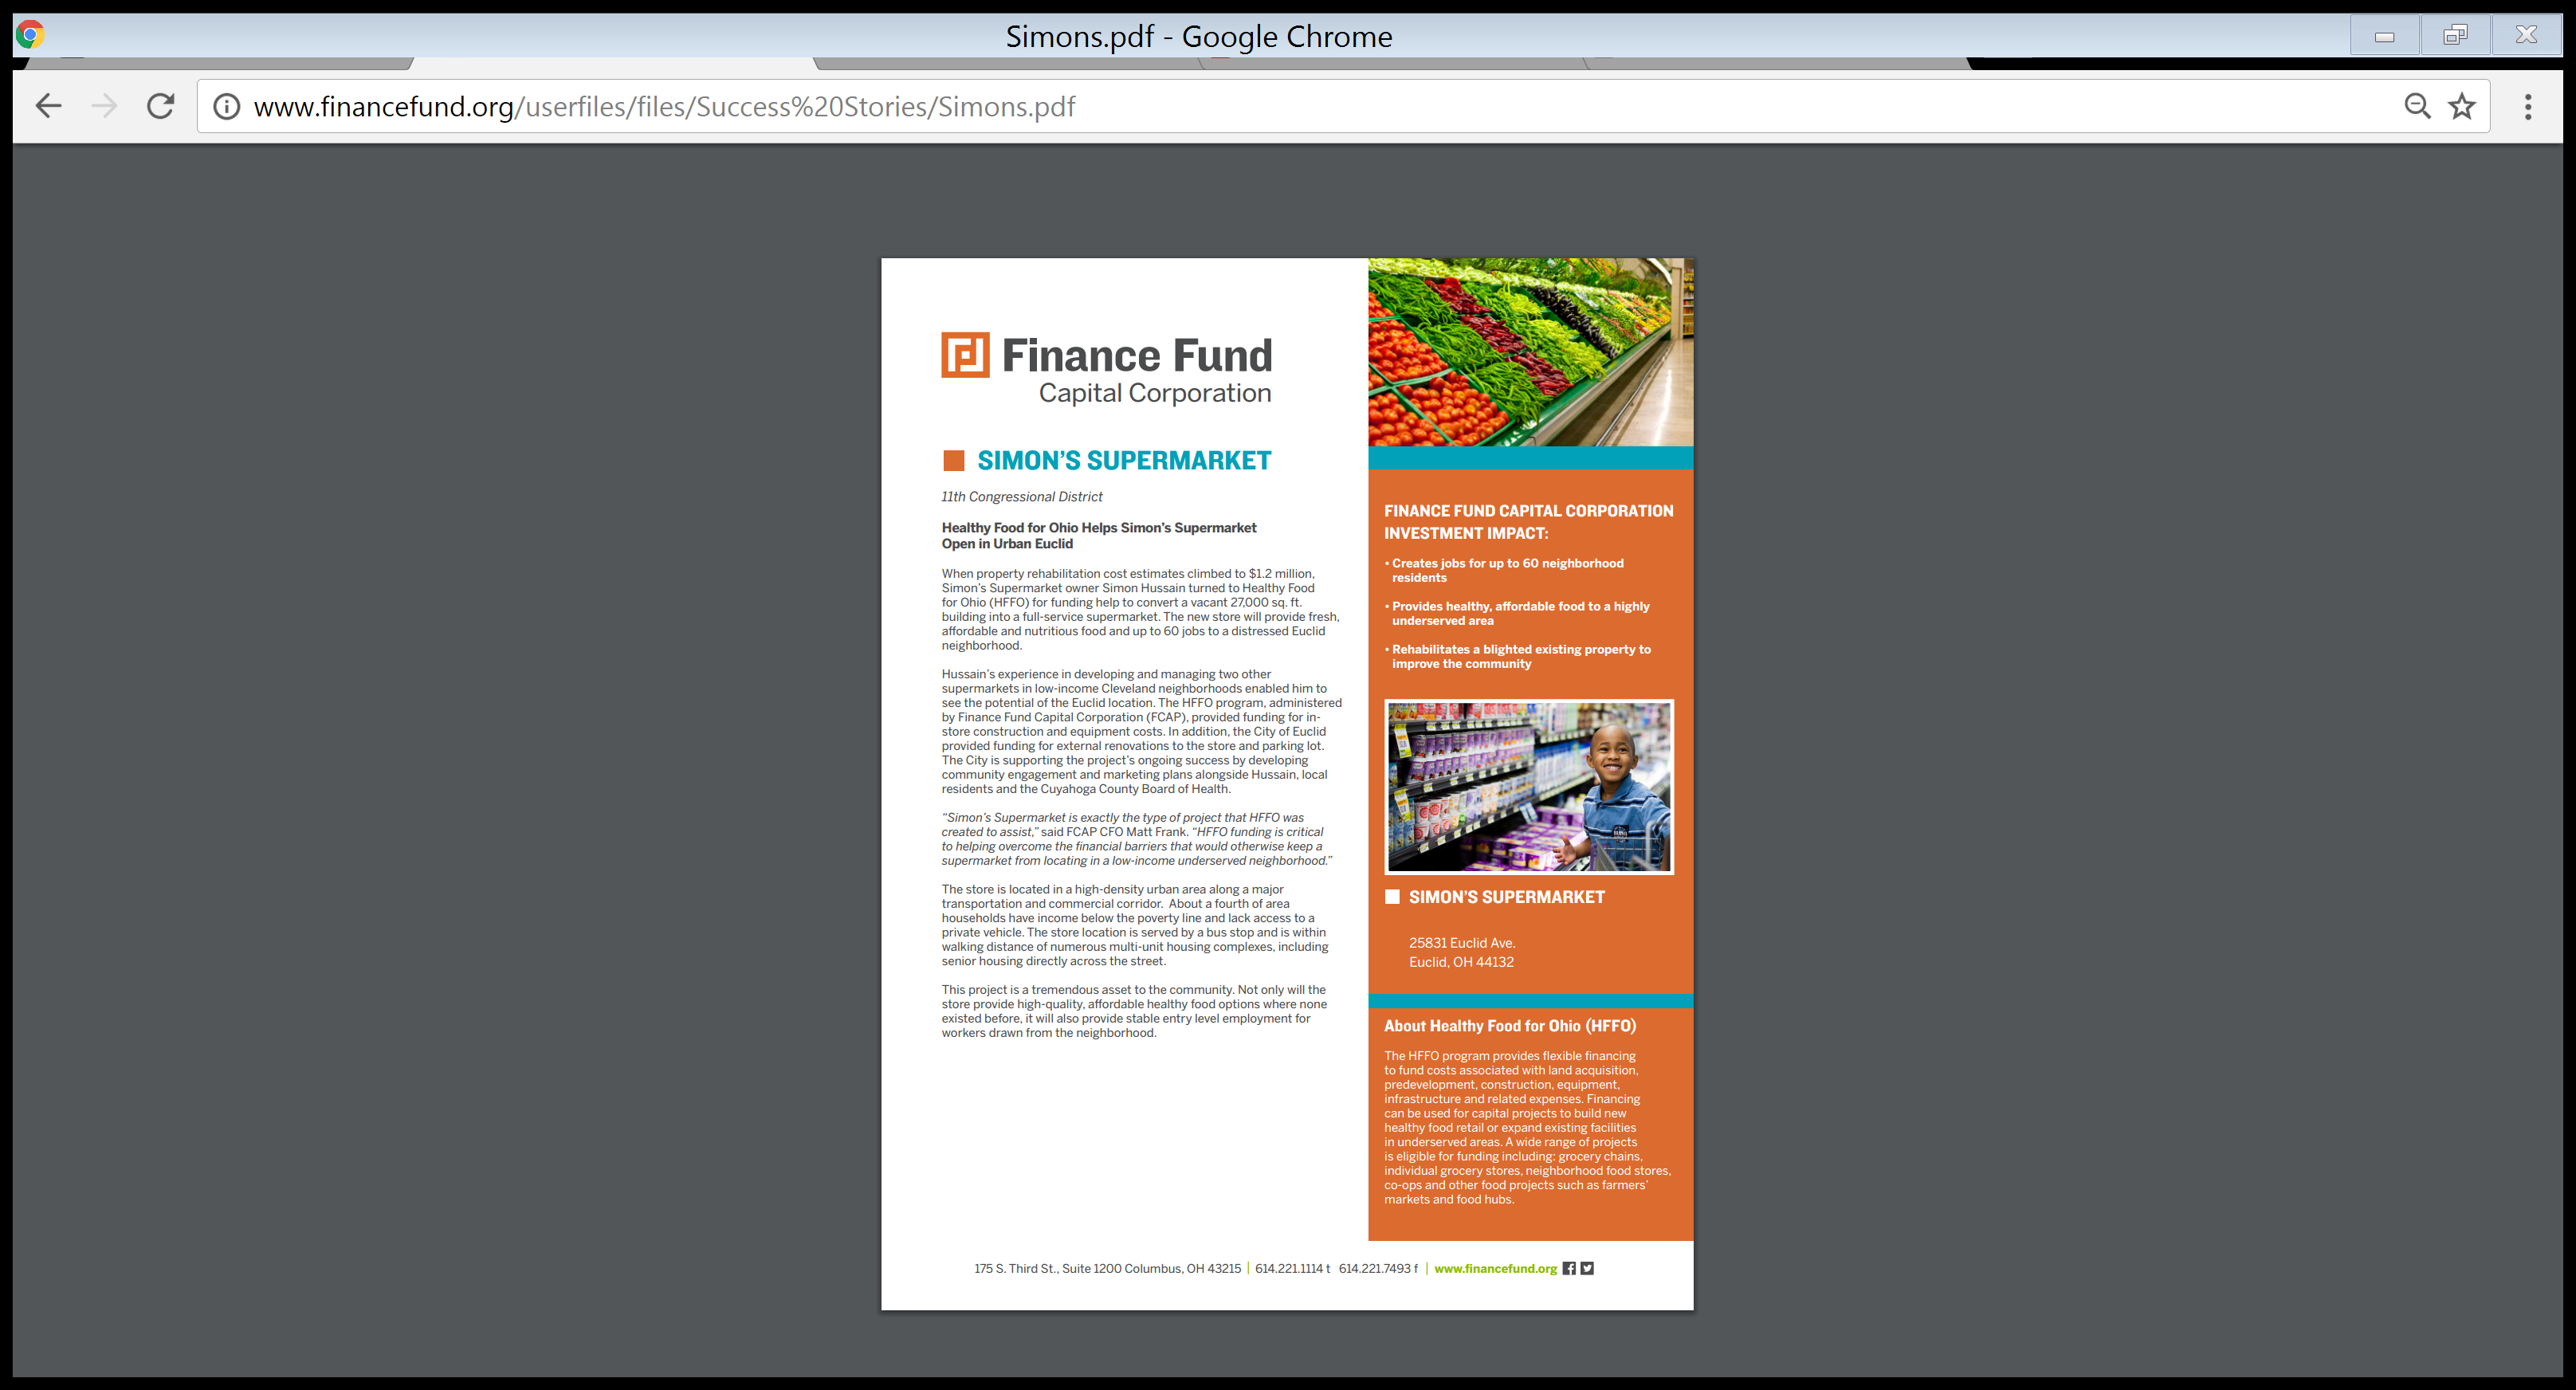 Simons.pdf - Google Chrome
www.financefund.org/userfiles/files/Success%20Stories/Simons.pdf
Finance Fund
Capital Corporation
SIMON'S SUPERMARKET
11th Congressional District
Healthy Food for Ohio Helps Simon's Supermarket
Open in Urban Euclid
When property rehabilitation cost estimates climbed to $1.2 million,
Simon's Supermarket owner Simon Hussain turned to Healthy Food
for Ohio (HFFO) for funding help to convert a vacant 27,000 sq. ft.
building into a full-service supermarket. The new store will provide fresh,
affordable and nutritious food and up to 60 jobs to a distressed Euclid
neighborhood.
Hussain's experience in developing and managing two other
supermarkets in low-income Cleveland neighborhoods enabled him to
see the potential of the Euclid location. The HFFO program, administered
by Finance Fund Capital Corporation (FCAP), provided funding for in-
store construction and equipment costs. In addition, the City of Euclid
provided funding for external renovations to the store and parking lot.
The City is supporting the project's ongoing success by developing
community engagement and marketing plans alongside Hussain, local
residents and the Cuyahoga County Board of Health.
"Simon's Supermarket is exactly the type of project that HFFO was
created to assist," said FCAP CFO Matt Frank. "HFFO funding is critical
to helping overcome the financial barriers that would otherwise keep a
supermarket from locating in a low-income underserved neighborhood."
The store is located in a high-density urban area along a major
transportation and commercial corridor. About a fourth of area
households have income below the poverty line and lack access to a
private vehicle. The store location is served by a bus stop and is within
walking distance of numerous multi-unit housing complexes, including
senior housing directly across the street.
This project is a tremendous asset to the community. Not only will the
store provide high-quality, affordable healthy food options where none
existed before, it will also provide stable entry level employment for
workers drawn from the neighborhood.
FINANCE FUND CAPITAL CORPORATION
INVESTMENT IMPACT:
• Creates jobs for up to 60 neighborhood
residents
• Provides healthy, affordable food to a highly
underserved area
• Rehabilitates a blighted existing property to
improve the community
SIMON'S SUPERMARKET
25831 Euclid Ave.
Euclid, OH 44132
About Healthy Food for Ohio (HFFO)
The HFFO program provides flexible financing
to fund costs associated with land acquisition,
predevelopment, construction, equipment,
infrastructure and related expenses. Financing
can be used for capital projects to build new
healthy food retail or expand existing facilities
in underserved areas. A wide range of projects
is eligible for funding including: grocery chains,
individual grocery stores, neighborhood food stores,
co-ops and other food projects such as farmers'
markets and food hubs.
175 S. Third St., Suite 1200 Columbus, OH 43215 | 614.221.1114 t 614.221.7493 f | www.financefund.org